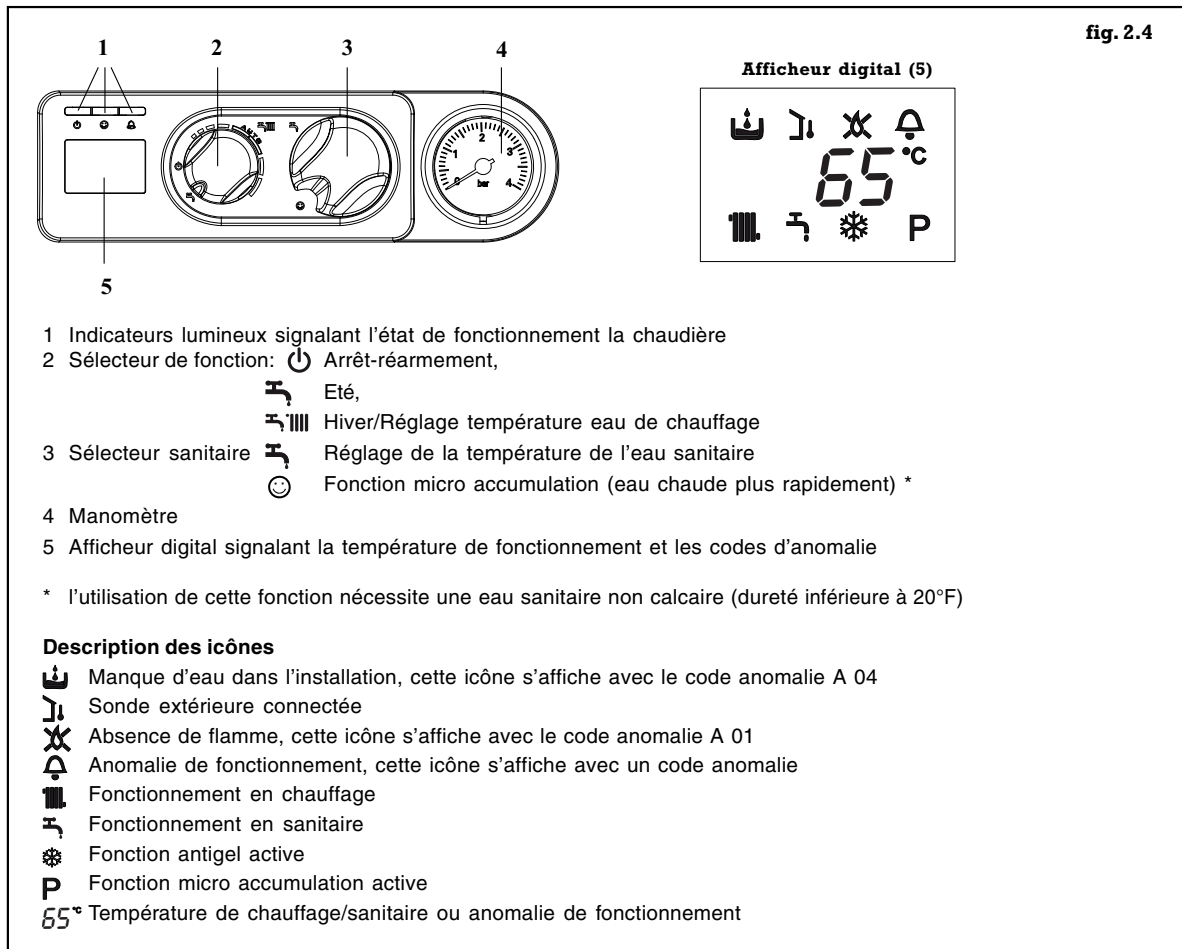 fig. 2.4
1 2 3 4
Afficheur digital (5)
AUTO
0 1 2 3 4
bar
65 °C
P
5
1 Indicateurs lumineux signalant l'état de fonctionnement la chaudière
2 Sélecteur de fonction: Arrêt-réarmement,
Eté,
Hiver/Réglage température eau de chauffage
3 Sélecteur sanitaire Réglage de la température de l'eau sanitaire
Fonction micro accumulation (eau chaude plus rapidement) *
4 Manomètre
5 Afficheur digital signalant la température de fonctionnement et les codes d'anomalie
* l'utilisation de cette fonction nécessite une eau sanitaire non calcaire (dureté inférieure à 20°F)
Description des icônes
Manque d'eau dans l'installation, cette icône s'affiche avec le code anomalie A 04
Sonde extérieure connectée
Absence de flamme, cette icône s'affiche avec le code anomalie A 01
Anomalie de fonctionnement, cette icône s'affiche avec un code anomalie
Fonctionnement en chauffage
Fonctionnement en sanitaire
Fonction antigel active
P Fonction micro accumulation active
65 °C Température de chauffage/sanitaire ou anomalie de fonctionnement